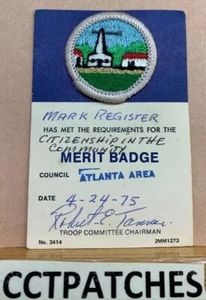 MARK REGISTER
HAS MET THE REQUIREMENTS FOR THE
CITIZENSHIP IN THE
COMMUNITY
MERIT BADGE
COUNCIL ATLANTA AREA
DATE 4-24-75
Robert E.
TROOP COMMITTEE CHAIRMAN
No. 3414 2MM1273
CCTPATCHES